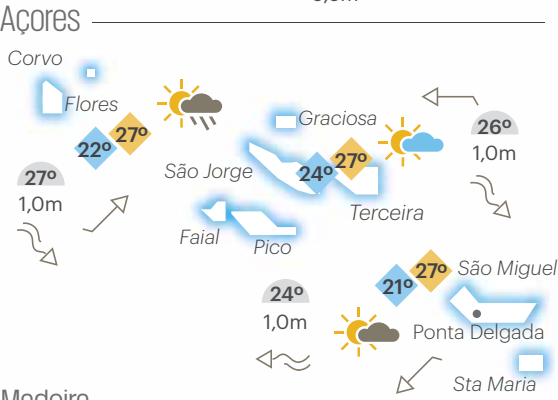 Açores
Corvo
Flores
22º
27º
27º
1,0m
Graciosa
São Jorge
24º
27º
Terceira
Faial
Pico
26º
1,0m
24º
1,0m
21º
27º
São Miguel
Ponta Delgada
Sta Maria